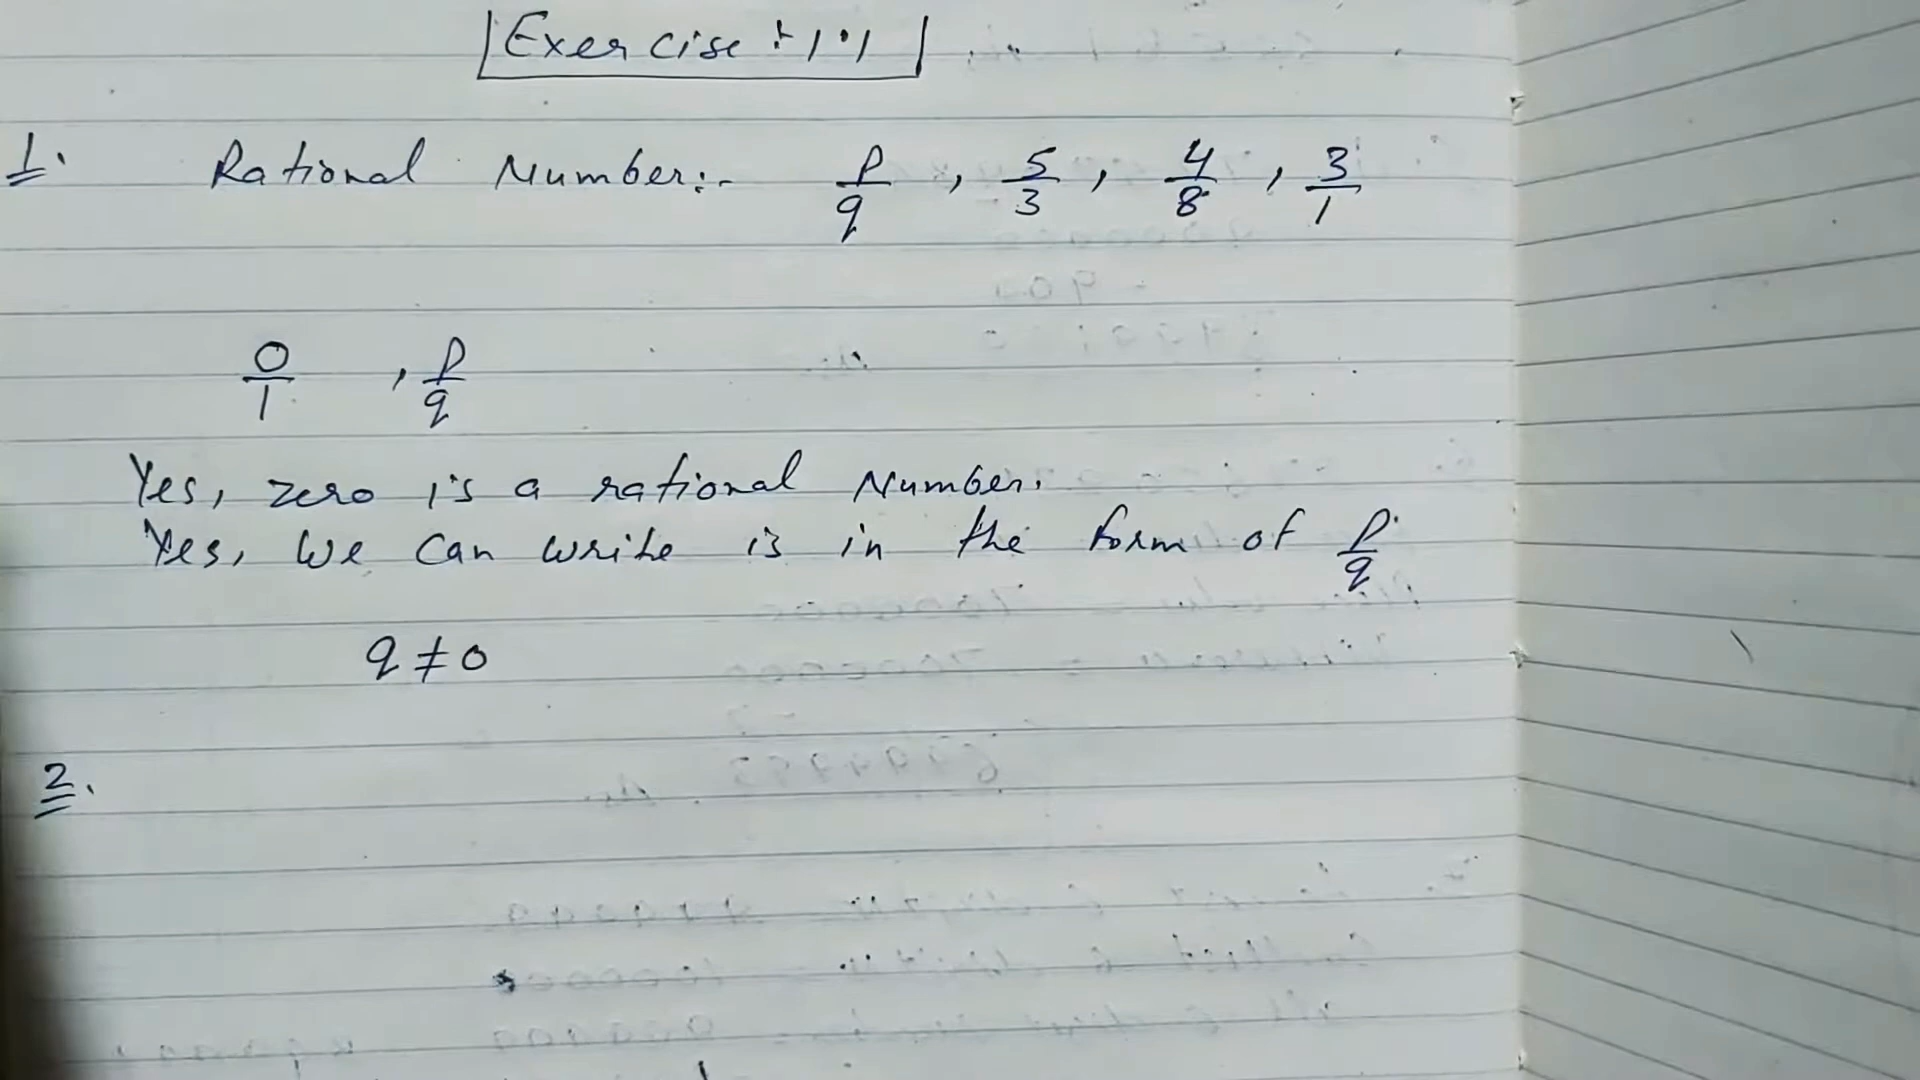 Exercise :- 1.1
1. Rational Number:- p/q, 5/3, 4/8, 3/1
0/1, p/q
Yes, zero is a rational Number.
Yes, We Can write is in the form of p/q
q ≠ 0
2.